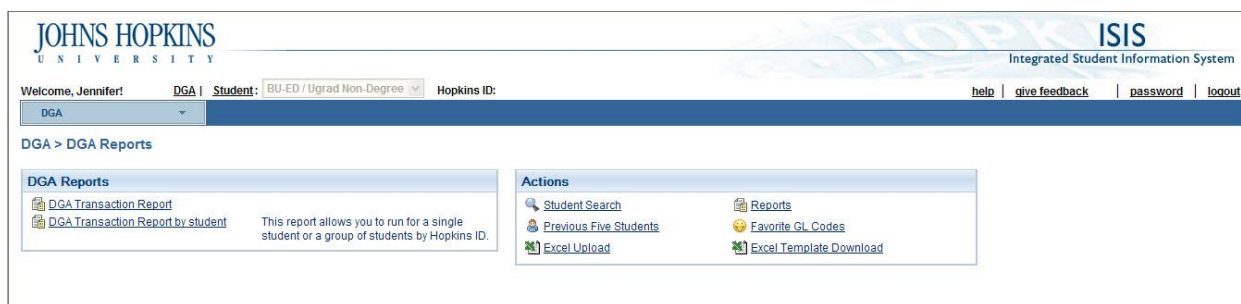 JOHNS HOPKINS
UNIVERSITY
HOPK
ISIS
Integrated Student Information System
Welcome, Jennifer! DGA | Student: BU-ED / Ugrad Non-Degree Hopkins ID: help | give feedback | password | logout
DGA
DGA > DGA Reports
DGA Reports
DGA Transaction Report
DGA Transaction Report by student This report allows you to run for a single
student or a group of students by Hopkins ID.
Actions
Student Search Reports
Previous Five Students Favorite GL Codes
Excel Upload Excel Template Download